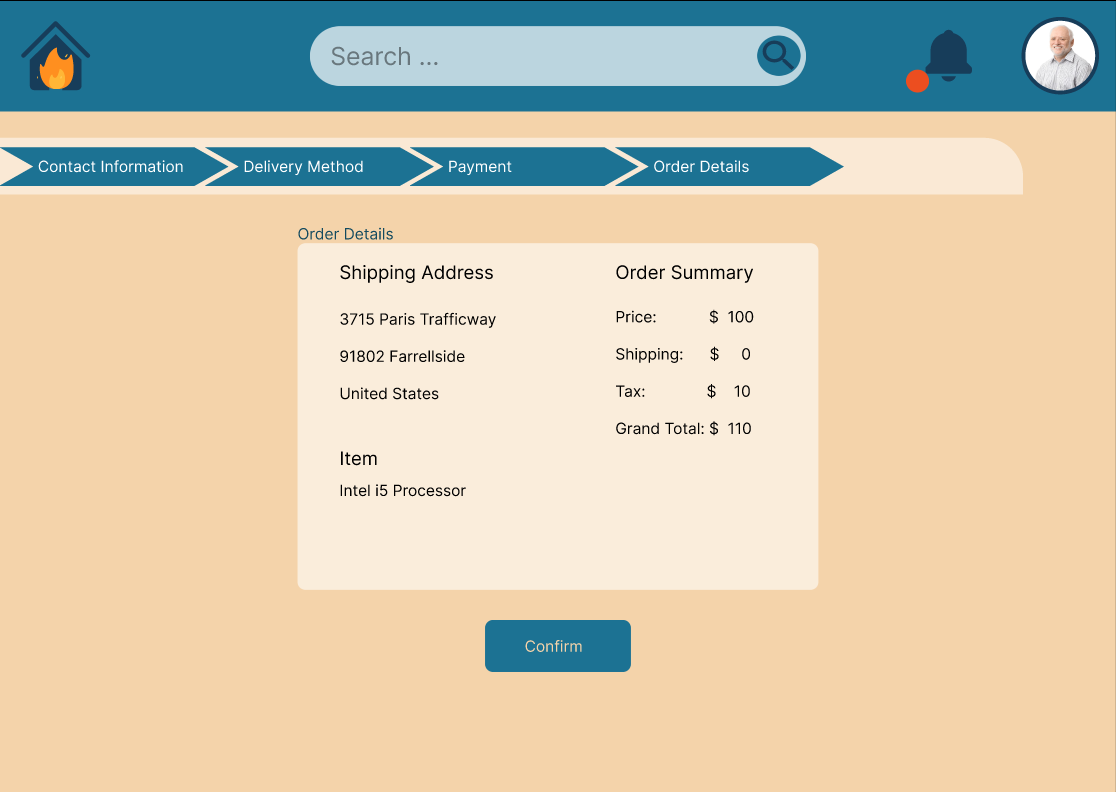 Search ...
Contact Information
Delivery Method
Payment
Order Details
Order Details
Shipping Address
3715 Paris Trafficway
91802 Farrellside
United States
Item
Intel i5 Processor
Order Summary
Price: $ 100
Shipping: $ 0
Tax: $ 10
Grand Total: $ 110
Confirm